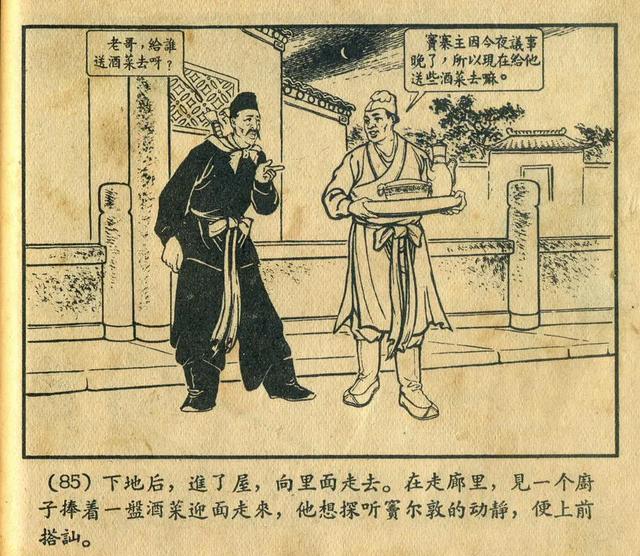 老哥，給誰
送酒菜去呀？
竇寨主因今夜議事
晚了，所以現在給他
送些酒菜去嘛。
(85) 下地后，進了屋，向里面走去。在走廊里，見一个廚
子捧着一盤酒菜迎面走來，他想探听竇尔敦的动靜，便上前
搭訕。